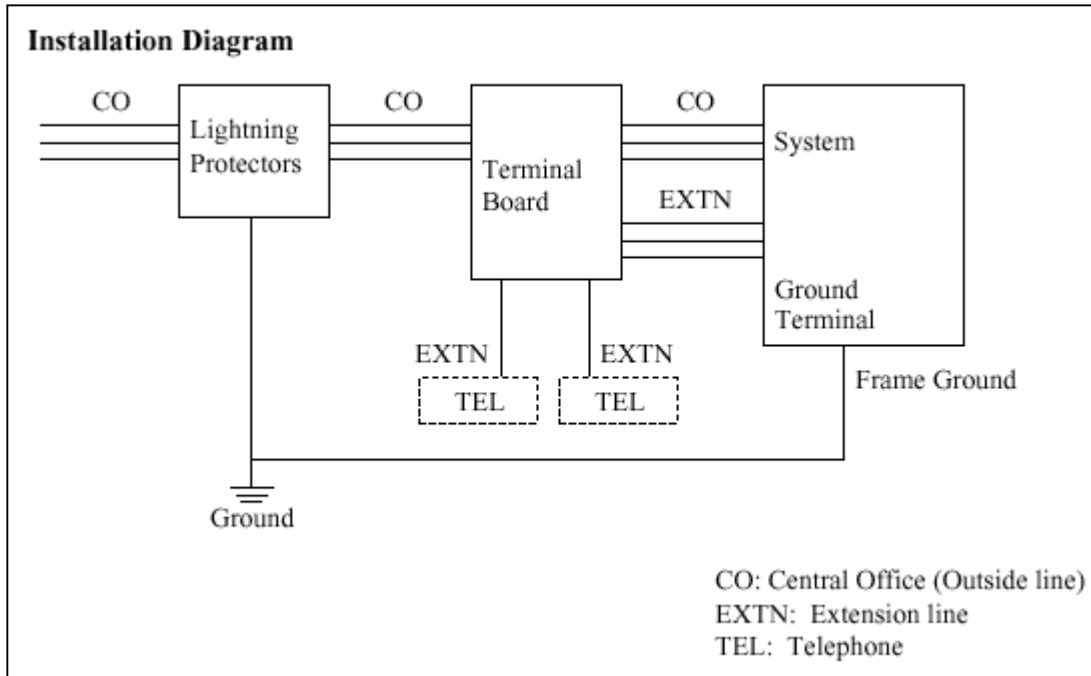 Installation Diagram
CO
CO
CO
Lightning
Protectors
Terminal
Board
System
EXTN
Ground
Terminal
EXTN
EXTN
TEL
TEL
Frame Ground
Ground
CO: Central Office (Outside line)
EXTN: Extension line
TEL: Telephone